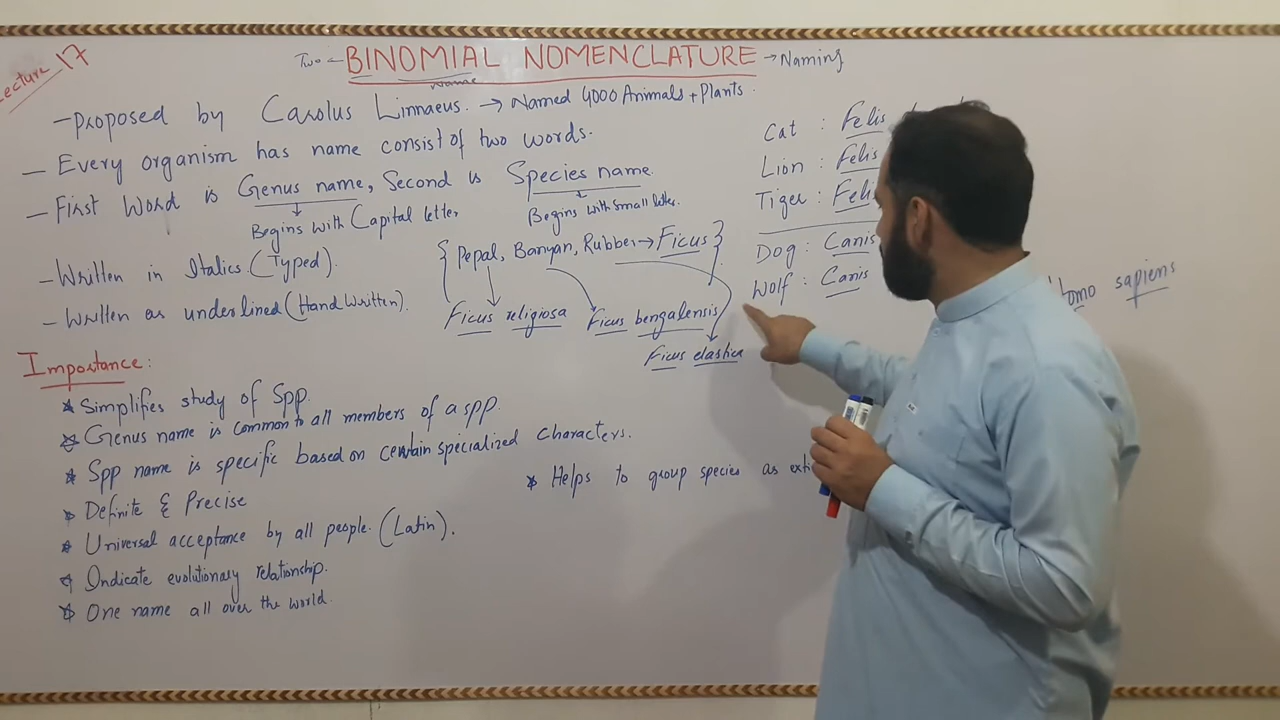 Lecture 17
Two ← BINOMIAL NOMENCLATURE → Naming
Name
- Proposed by Carolus Linnaeus. → Named 4000 Animals + Plants
- Every organism has name consist of two words.
- First Word is Genus name, Second is Species name.
Begins with Capital letter
Begins with small letter.
- Written in Italics. (Typed).
- Written as underlined (Hand written).
{ Pepal, Banyan, Rubber → Ficus }
Ficus religiosa Ficus bengalensis
Ficus elastica
Cat : Felis
Lion : Felis
Tiger : Feli
Dog : Canis
Wolf : Canis
Homo sapiens
Importance:
* Simplifies study of Spp.
* Genus name is common to all members of a spp.
* Spp name is specific based on certain specialized characters.
* Definite & Precise
* Universal acceptance by all people. (Latin).
* Indicate evolutionary relationship.
* One name all over the world.
* Helps to group species as